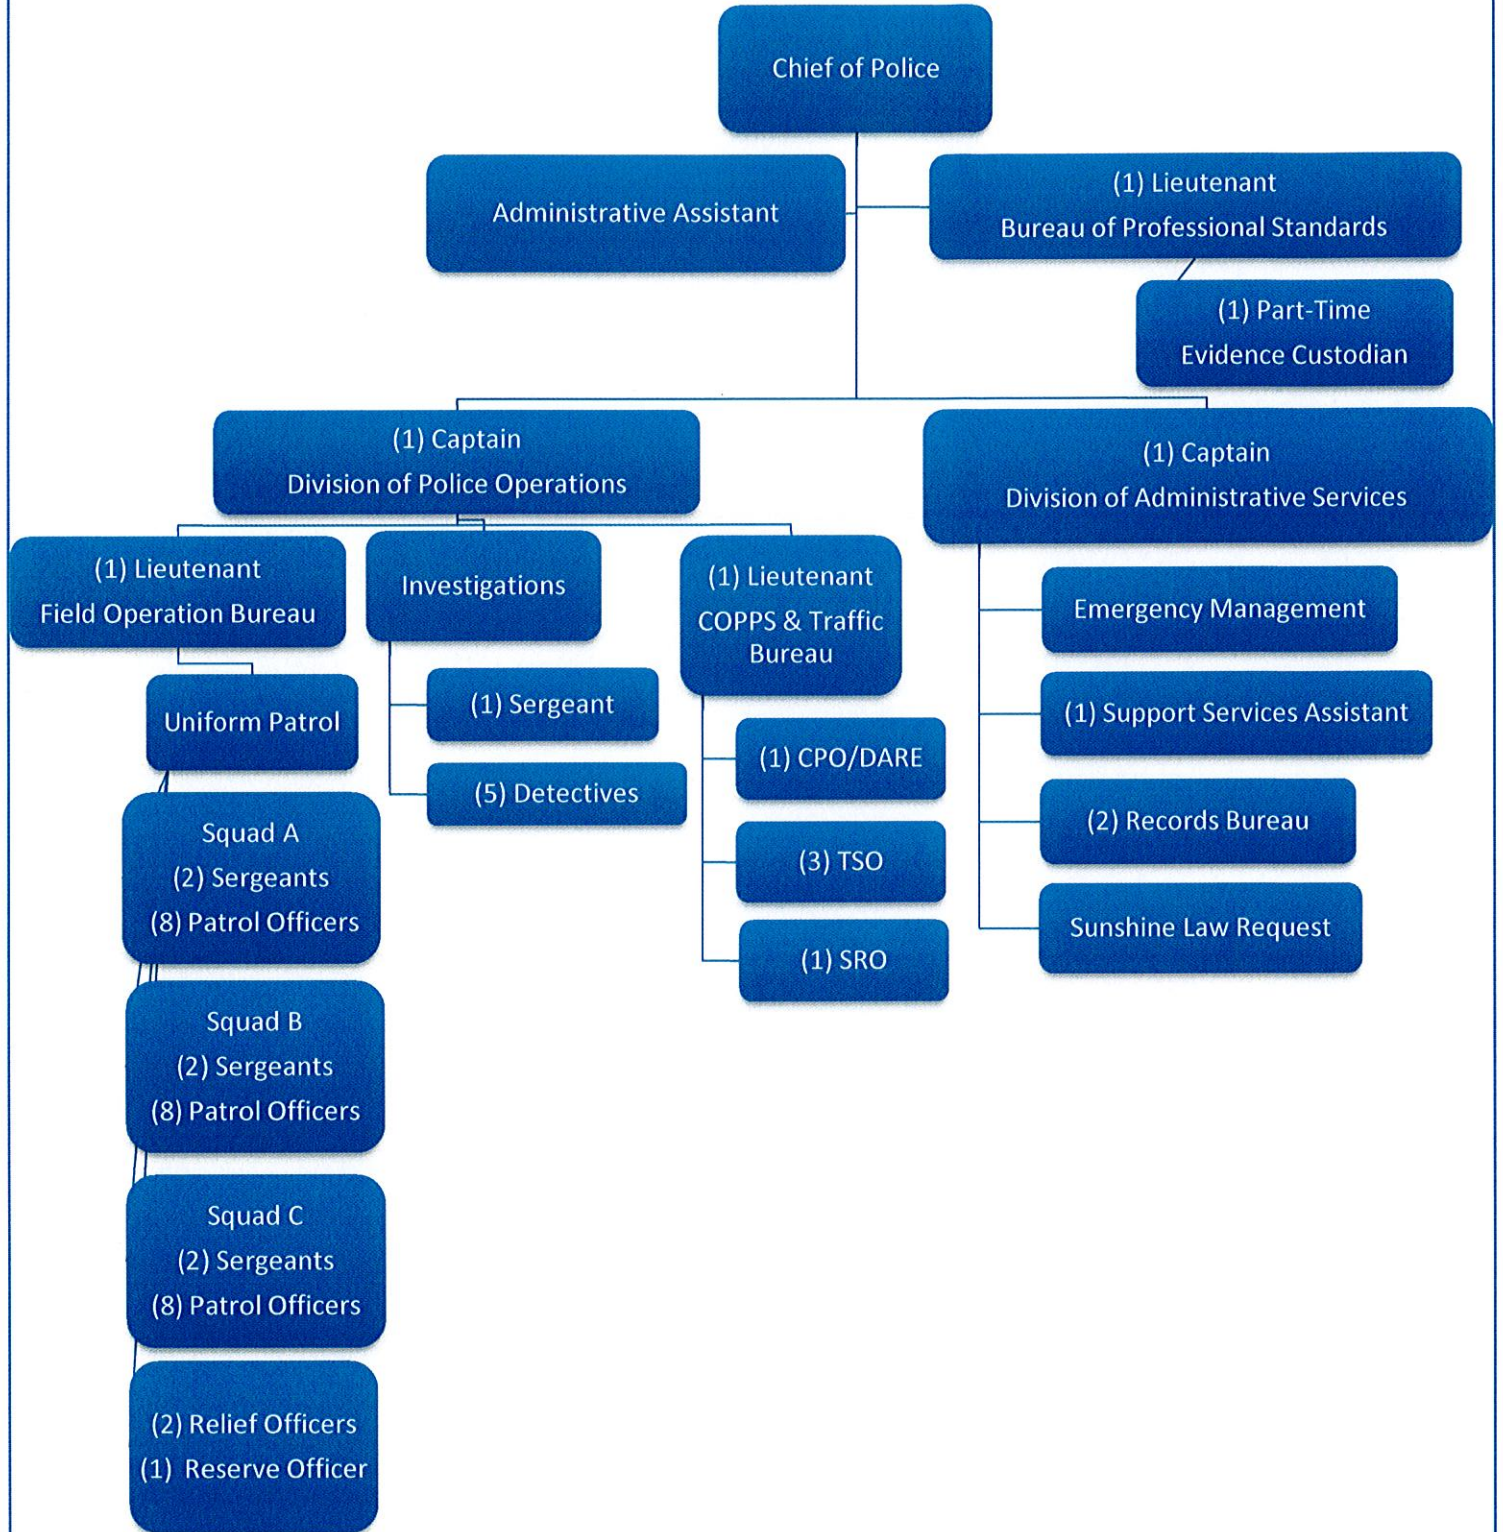 Chief of Police
Administrative Assistant
(1) Lieutenant
Bureau of Professional Standards
(1) Part-Time
Evidence Custodian
(1) Captain
Division of Police Operations
(1) Captain
Division of Administrative Services
(1) Lieutenant
Field Operation Bureau
Investigations
(1) Lieutenant
COPPS & Traffic
Bureau
Emergency Management
(1) Support Services Assistant
(2) Records Bureau
Sunshine Law Request
Uniform Patrol
(1) Sergeant
(5) Detectives
(1) CPO/DARE
(3) TSO
(1) SRO
Squad A
(2) Sergeants
(8) Patrol Officers
Squad B
(2) Sergeants
(8) Patrol Officers
Squad C
(2) Sergeants
(8) Patrol Officers
(2) Relief Officers
(1) Reserve Officer